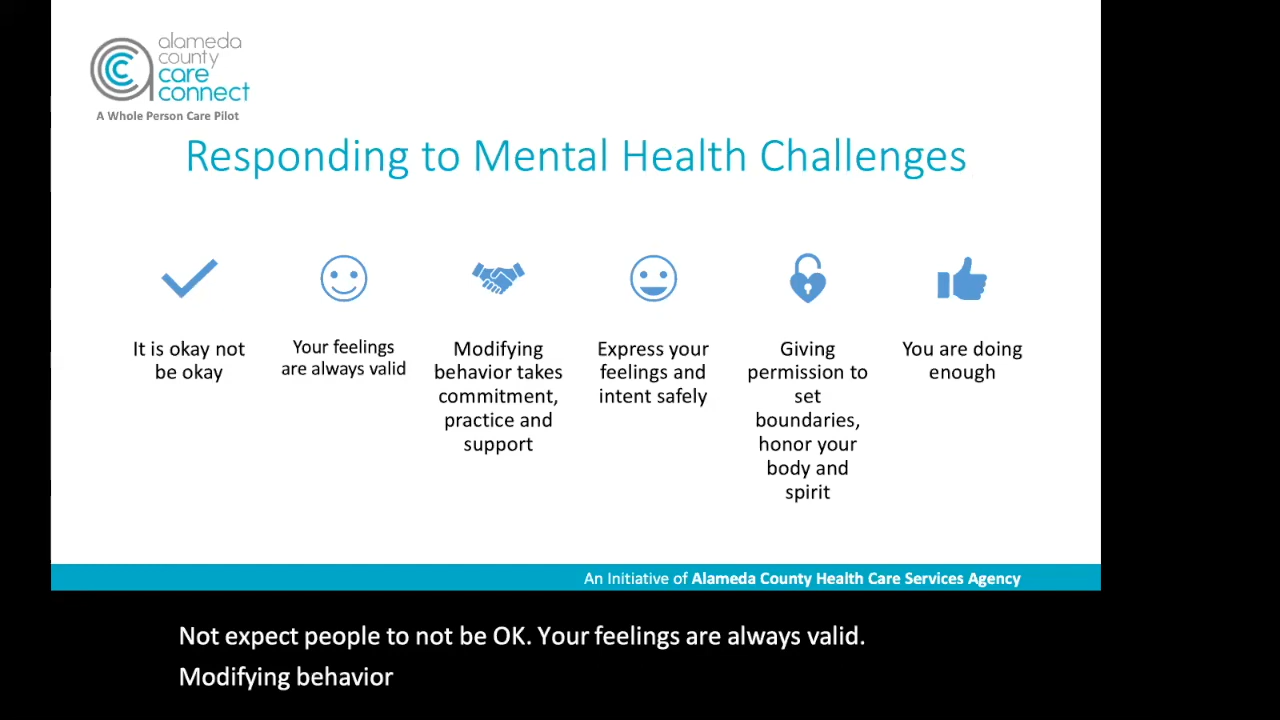 alameda
county
care
connect
A Whole Person Care Pilot
Responding to Mental Health Challenges
It is okay not
be okay
Your feelings
are always valid
Modifying
behavior takes
commitment,
practice and
support
Express your
feelings and
intent safely
Giving
permission to
set
boundaries,
honor your
body and
spirit
You are doing
enough
An Initiative of Alameda County Health Care Services Agency
Not expect people to not be OK. Your feelings are always valid.
Modifying behavior